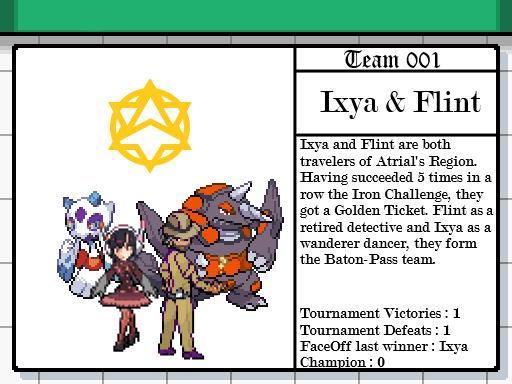 Team 001
Ixya & Flint
Ixya and Flint are both
travelers of Atrial's Region.
Having succeeded 5 times in a
row the Iron Challenge, they
got a Golden Ticket. Flint as a
retired detective and Ixya as a
wanderer dancer, they form
the Baton-Pass team.
Tournament Victories : 1
Tournament Defeats : 1
FaceOff last winner : Ixya
Champion : 0